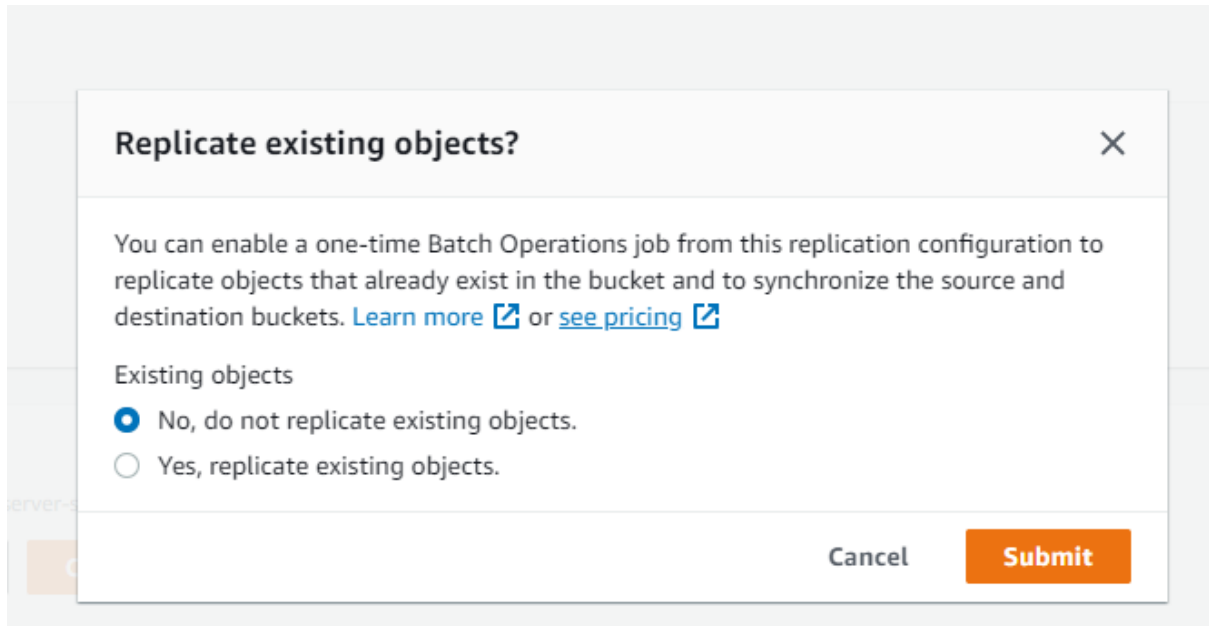 Replicate existing objects?
You can enable a one-time Batch Operations job from this replication configuration to
replicate objects that already exist in the bucket and to synchronize the source and
destination buckets. Learn more or see pricing
Existing objects
No, do not replicate existing objects.
Yes, replicate existing objects.
server-s
Cancel Submit